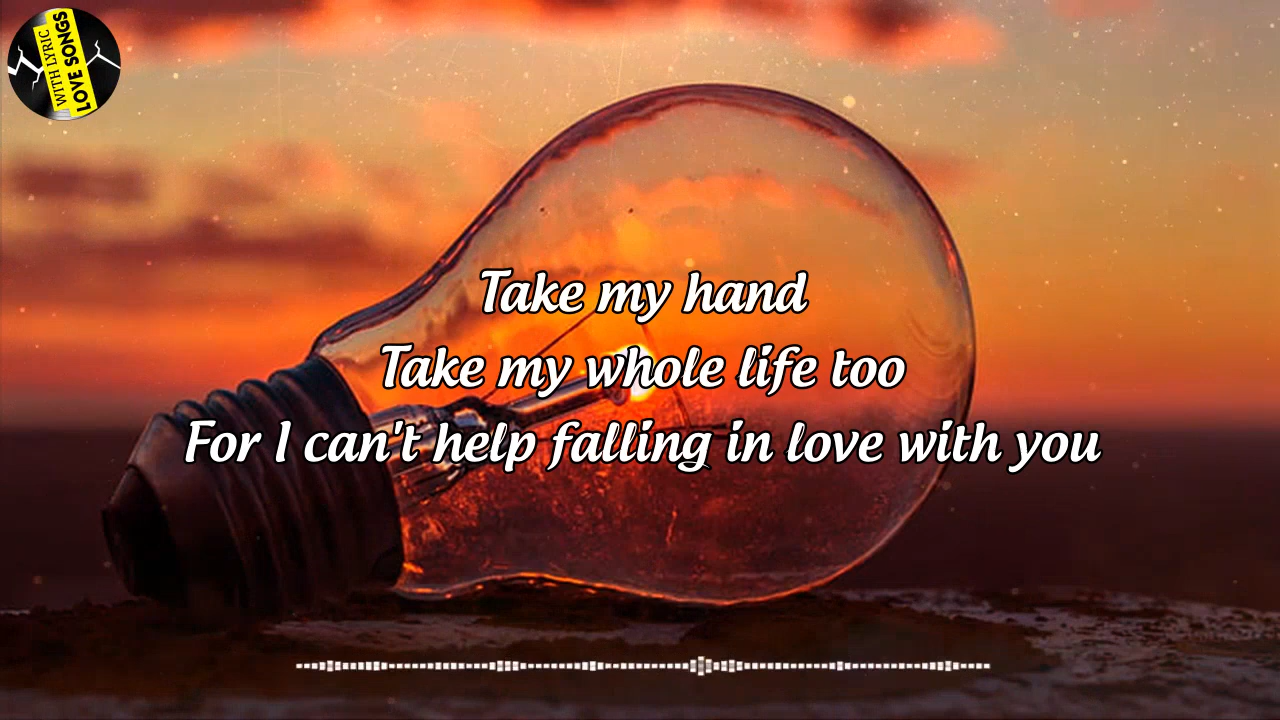 WITH LYRIC
LOVE SONGS
Take my hand
Take my whole life too
For I can't help falling in love with you